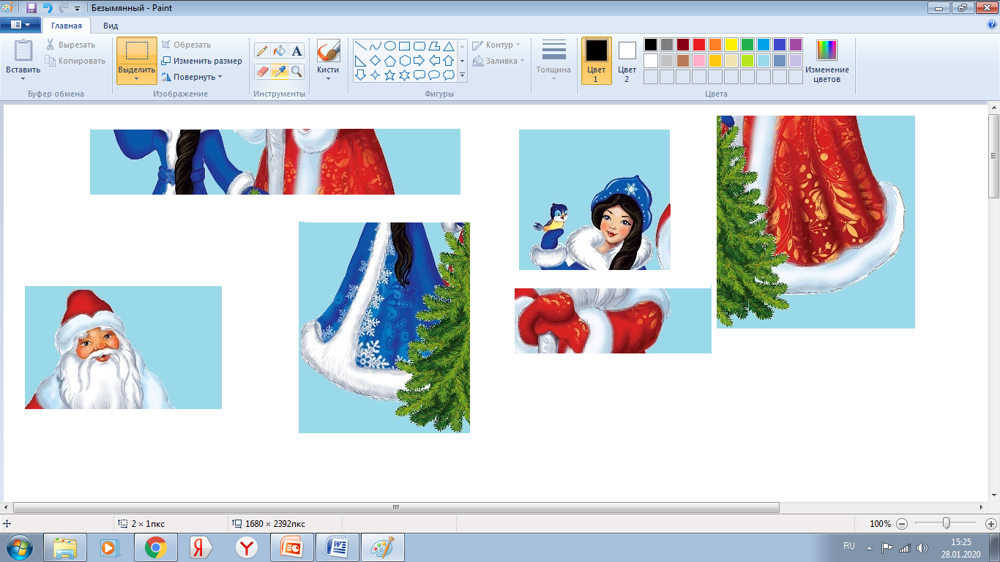 Безымянный - Paint
Главная
Вид
Вставить
Вырезать
Копировать
Буфер обмена
Выделить
Обрезать
Изменить размер
Повернуть
Изображение
A
Инструменты
Кисти
Контур
Заливка
Фигуры
Толщина
Цвет 
1
Цвет
2
Изменение
цветов
Цвета
2 × 1пкс
1680 × 2392пкс
100%
Я
Y
W
RU
15:25
28.01.2020